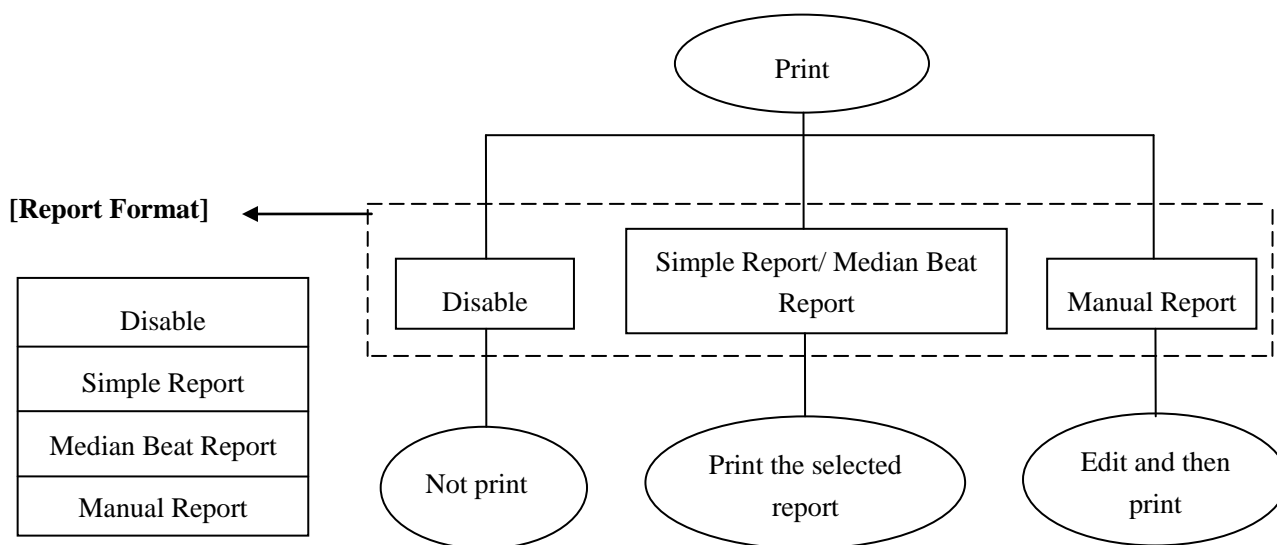 Print
[Report Format]
Disable
Simple Report/ Median Beat
Report
Manual Report
Disable
Simple Report
Median Beat Report
Manual Report
Not print
Print the selected
report
Edit and then
print